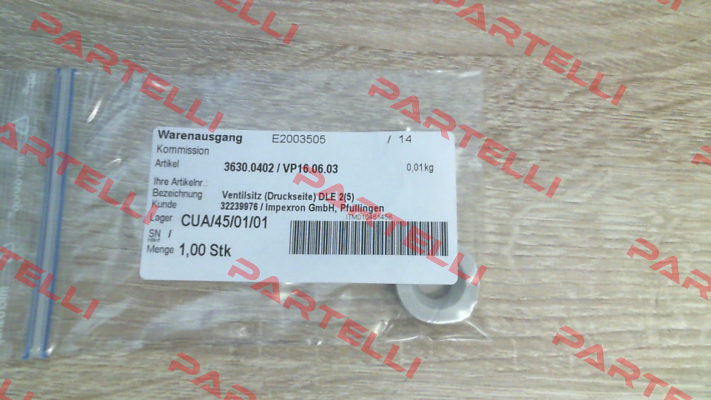 PARTELLI
PARTELLI
PARTELLI
Warenausgang E2003505 / 14
Kommission
Artikel 3630.0402 / VP16.06.03 0,01kg
Ihre Artikelnr.:
Bezeichnung Ventilsitz (Druckseite) DLE 2(5)
Kunde 32239976 / Impexron GmbH, Pfullingen
Lager CUA/45/01/01
SN /
Menge 1,00 Stk
PARTELLI
PARTELLI
PARTELLI
PARTELLI